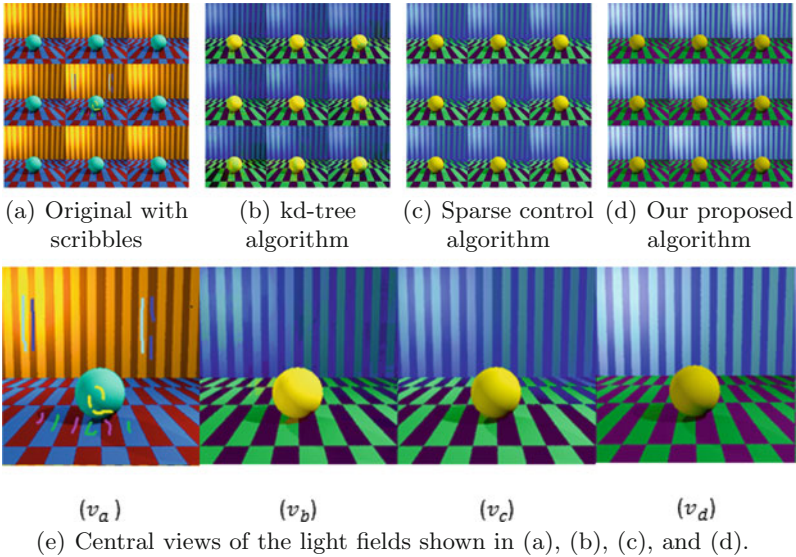 (a) Original with scribbles
(b) kd-tree algorithm
(c) Sparse control algorithm
(d) Our proposed algorithm
(vₐ) (v_b) (v_c) (v_d)
(e) Central views of the light fields shown in (a), (b), (c), and (d).